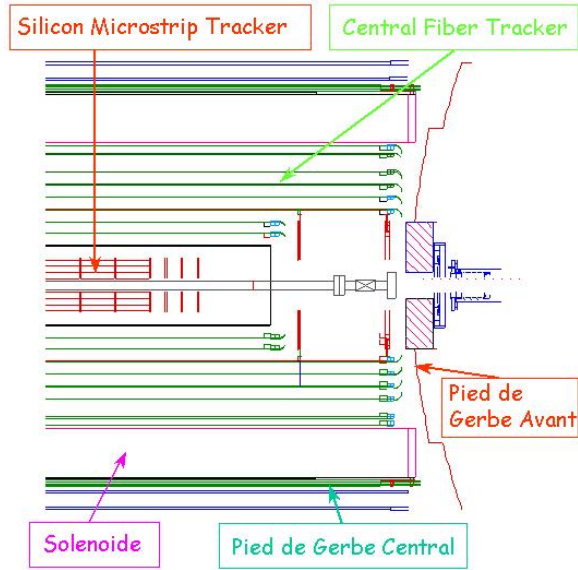 Silicon Microstrip Tracker
Central Fiber Tracker
Pied de
Gerbe Avant
Solenoide
Pied de Gerbe Central